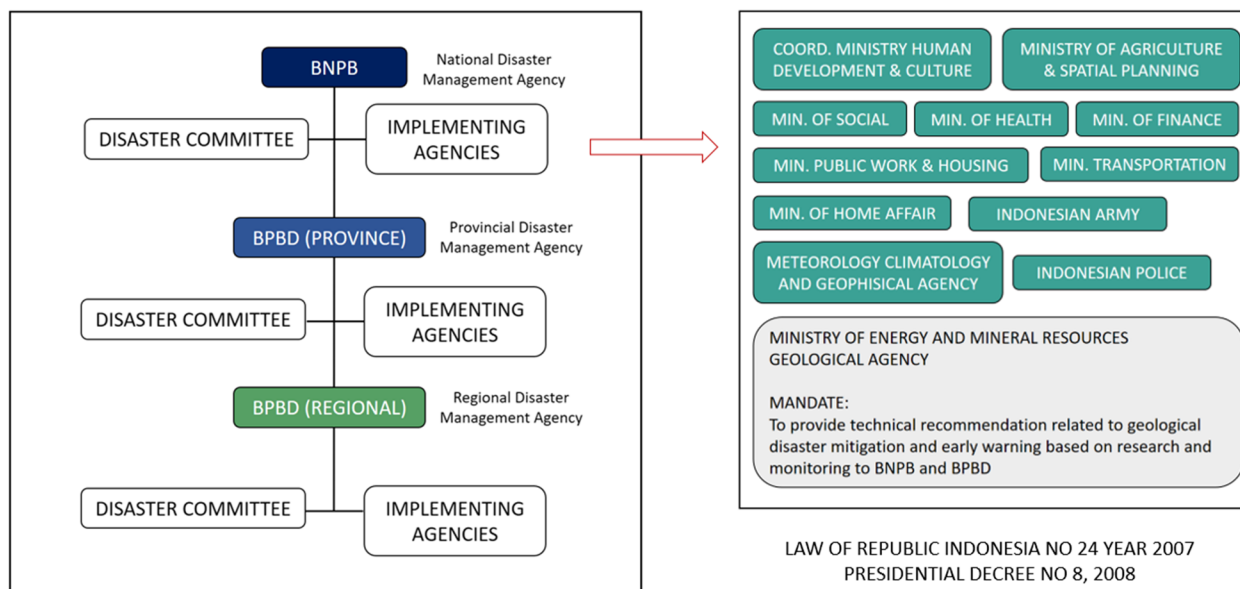 BNPB
National Disaster
Management Agency
DISASTER COMMITTEE
IMPLEMENTING
AGENCIES
BPBD (PROVINCE)
Provincial Disaster
Management Agency
DISASTER COMMITTEE
IMPLEMENTING
AGENCIES
BPBD (REGIONAL)
Regional Disaster
Management Agency
DISASTER COMMITTEE
IMPLEMENTING
AGENCIES
COORD. MINISTRY HUMAN
DEVELOPMENT & CULTURE
MINISTRY OF AGRICULTURE
& SPATIAL PLANNING
MIN. OF SOCIAL
MIN. OF HEALTH
MIN. OF FINANCE
MIN. PUBLIC WORK & HOUSING
MIN. TRANSPORTATION
MIN. OF HOME AFFAIR
INDONESIAN ARMY
METEOROLOGY CLIMATOLOGY
AND GEOPHISICAL AGENCY
INDONESIAN POLICE
MINISTRY OF ENERGY AND MINERAL RESOURCES
GEOLOGICAL AGENCY
MANDATE:
To provide technical recommendation related to geological
disaster mitigation and early warning based on research and
monitoring to BNPB and BPBD
LAW OF REPUBLIC INDONESIA NO 24 YEAR 2007
PRESIDENTIAL DECREE NO 8, 2008